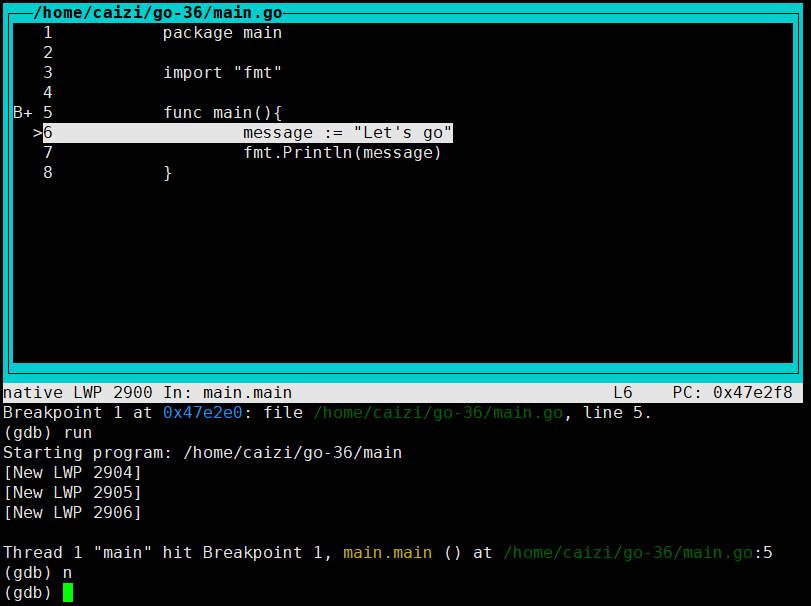 /home/caizi/go-36/main.go
1 package main
2
3 import "fmt"
4
B+ 5 func main(){
>6 message := "Let's go"
7 fmt.Println(message)
8 }
native LWP 2900 In: main.main L6 PC: 0x47e2f8
Breakpoint 1 at 0x47e2e0: file /home/caizi/go-36/main.go, line 5.
(gdb) run
Starting program: /home/caizi/go-36/main
[New LWP 2904]
[New LWP 2905]
[New LWP 2906]
Thread 1 "main" hit Breakpoint 1, main.main () at /home/caizi/go-36/main.go:5
(gdb) n
(gdb)